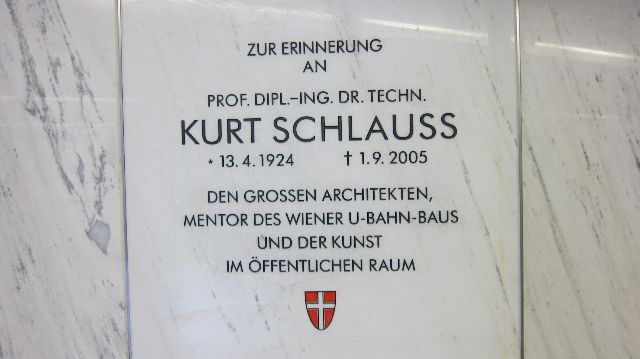 ZUR ERINNERUNG
AN
PROF. DIPL.-ING. DR. TECHN.
KURT SCHLAUSS
* 13. 4. 1924 † 1. 9. 2005
DEN GROSSEN ARCHITEKTEN,
MENTOR DES WIENER U-BAHN-BAUS
UND DER KUNST
IM ÖFFENTLICHEN RAUM